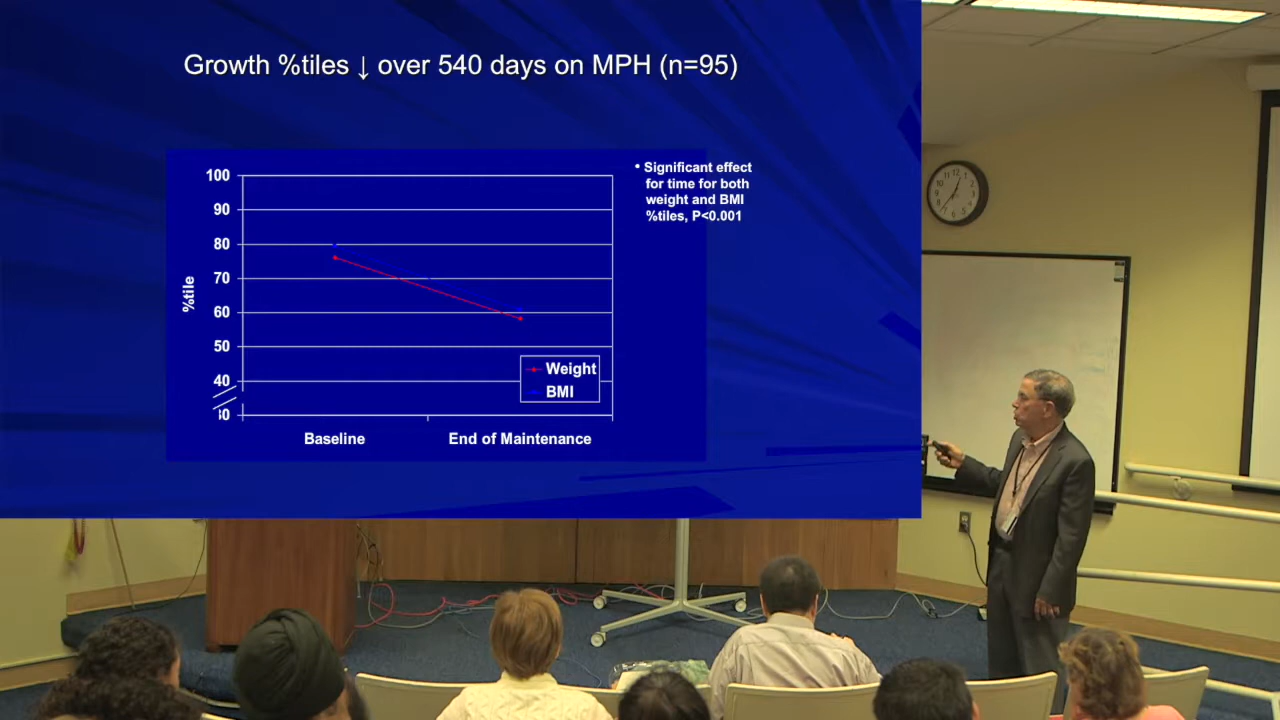 Growth %tiles ↓ over 540 days on MPH (n=95)
• Significant effect
for time for both
weight and BMI
%tiles, P<0.001
100
90
80
70
60
50
40
%tile
Weight
BMI
Baseline
End of Maintenance